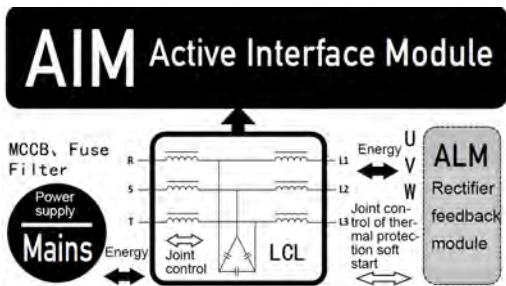 AIM Active Interface Module
MCCB、Fuse
Filter
Power
supply
Mains
Energy
R
S
T
Joint
control
LCL
L1
L2
L3
Energy
U
V
W
Joint con-
trol of ther-
mal protec-
tion soft
start
ALM
Rectifier
feedback
module